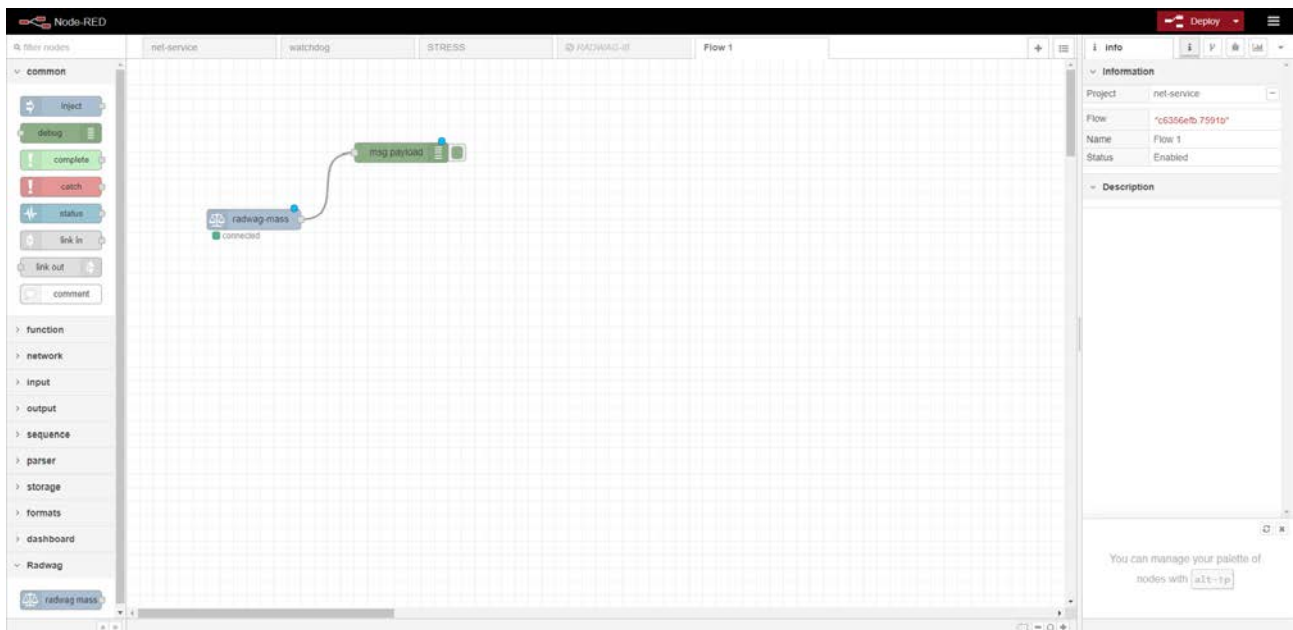 Node-RED
Deploy
filter nodes
net-service
watchdog
STRESS
RADWAG-itf
Flow 1
i info
common
inject
debug
complete
catch
status
link in
link out
comment
function
network
input
output
sequence
parser
storage
formats
dashboard
Radwag
radwag mass
msg.payload
radwag-mass
connected
Information
Project net-service
Flow "c6356efb.7591b"
Name Flow 1
Status Enabled
Description
You can manage your palette of
nodes with alt-⇧p